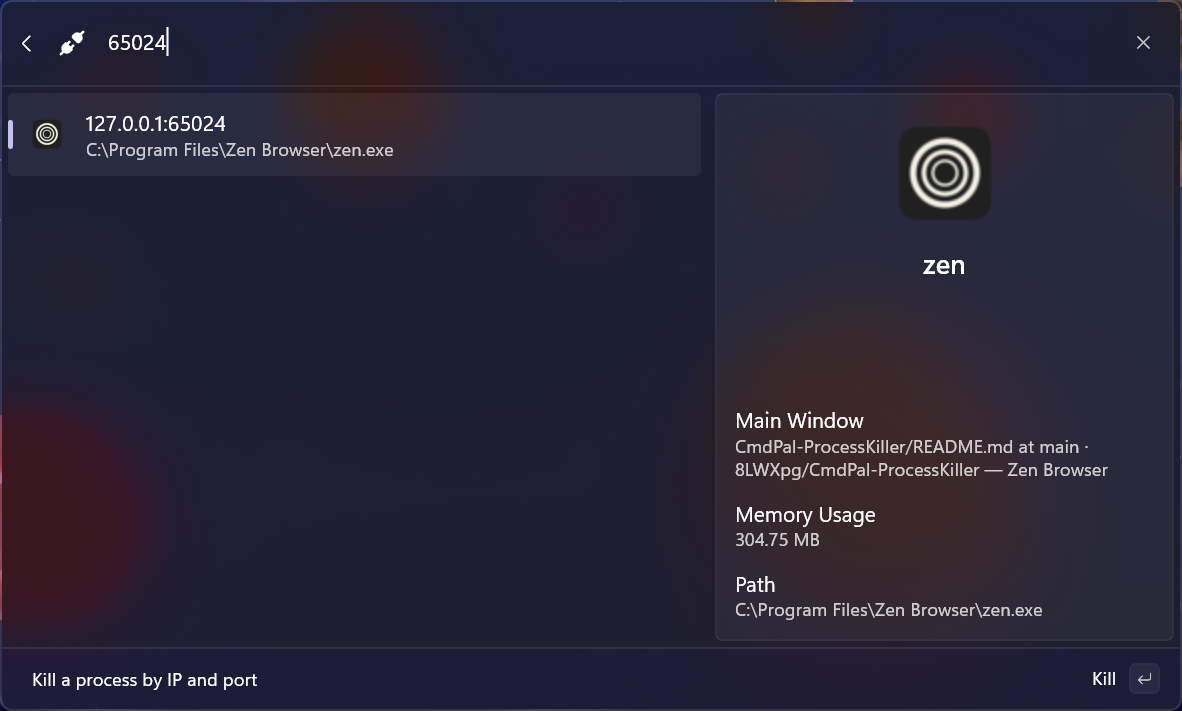 65024
127.0.0.1:65024
C:\Program Files\Zen Browser\zen.exe
zen
Main Window
CmdPal-ProcessKiller/README.md at main ·
8LWXpg/CmdPal-ProcessKiller — Zen Browser
Memory Usage
304.75 MB
Path
C:\Program Files\Zen Browser\zen.exe
Kill a process by IP and port
Kill